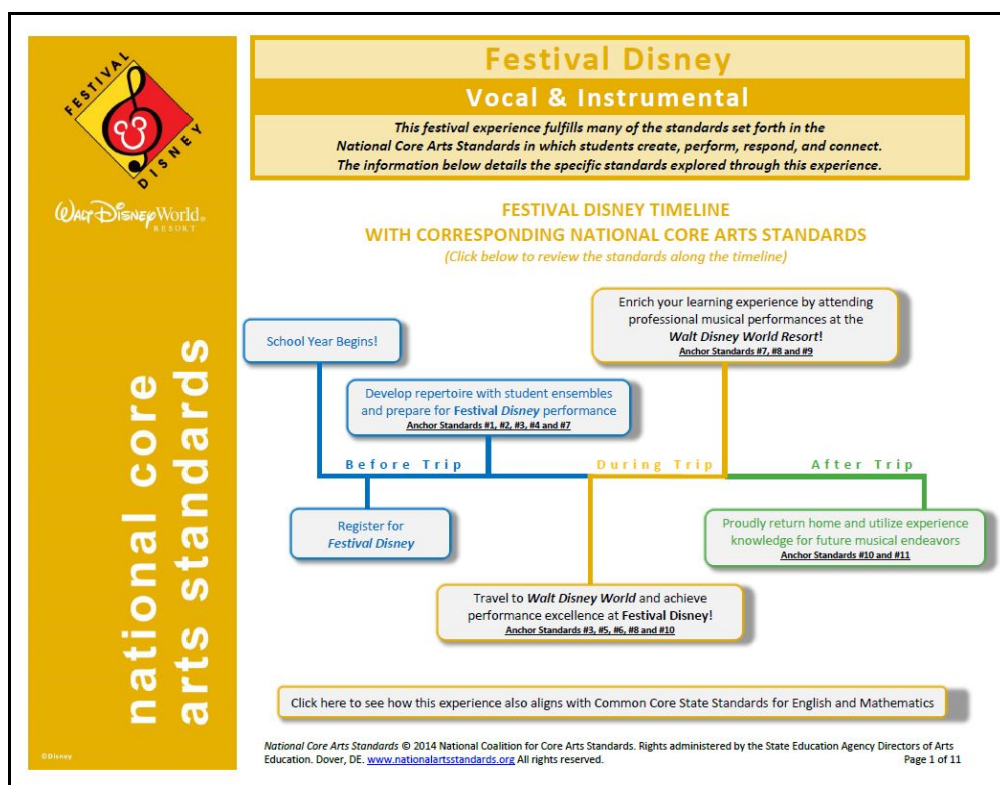 FESTIVAL
DISNEY
WALT DISNEY World®
RESORT
national core
arts standards
©Disney
Festival Disney
Vocal & Instrumental
This festival experience fulfills many of the standards set forth in the
National Core Arts Standards in which students create, perform, respond, and connect.
The information below details the specific standards explored through this experience.
FESTIVAL DISNEY TIMELINE
WITH CORRESPONDING NATIONAL CORE ARTS STANDARDS
(Click below to review the standards along the timeline)
School Year Begins!
Enrich your learning experience by attending
professional musical performances at the
Walt Disney World Resort!
Anchor Standards #7, #8 and #9
Develop repertoire with student ensembles
and prepare for Festival Disney performance
Anchor Standards #1, #2, #3, #4 and #7
Before Trip
During Trip
After Trip
Register for
Festival Disney
Proudly return home and utilize experience
knowledge for future musical endeavors
Anchor Standards #10 and #11
Travel to Walt Disney World and achieve
performance excellence at Festival Disney!
Anchor Standards #3, #5, #6, #8 and #10
Click here to see how this experience also aligns with Common Core State Standards for English and Mathematics
National Core Arts Standards © 2014 National Coalition for Core Arts Standards. Rights administered by the State Education Agency Directors of Arts
Education. Dover, DE. www.nationalartsstandards.org All rights reserved.
Page 1 of 11